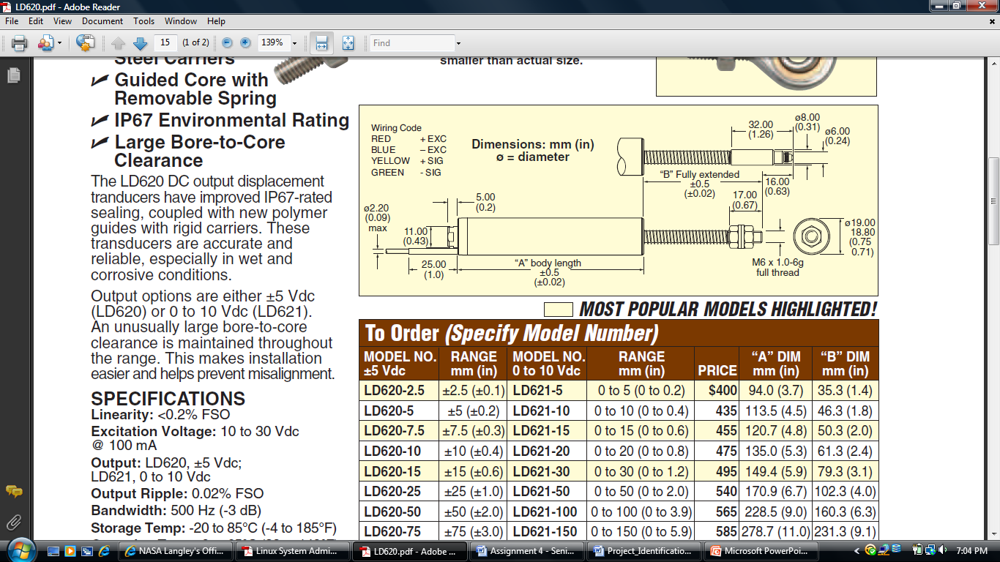 LD620.pdf - Adobe Reader
File Edit View Document Tools Window Help
15 (1 of 2) 139% Find
Steel Carriers
Guided Core with
Removable Spring
IP67 Environmental Rating
Large Bore-to-Core
Clearance
The LD620 DC output displacement
tranducers have improved IP67-rated
sealing, coupled with new polymer
guides with rigid carriers. These
transducers are accurate and
reliable, especially in wet and
corrosive conditions.
Output options are either ±5 Vdc
(LD620) or 0 to 10 Vdc (LD621).
An unusually large bore-to-core
clearance is maintained throughout
the range. This makes installation
easier and helps prevent misalignment.
SPECIFICATIONS
Linearity: <0.2% FSO
Excitation Voltage: 10 to 30 Vdc
@ 100 mA
Output: LD620, ±5 Vdc;
LD621, 0 to 10 Vdc
Output Ripple: 0.02% FSO
Bandwidth: 500 Hz (-3 dB)
Storage Temp: -20 to 85°C (-4 to 185°F)
smaller than actual size.
Wiring Code
RED + EXC
BLUE – EXC
YELLOW + SIG
GREEN - SIG
Dimensions: mm (in)
ø = diameter
32.00
(1.26)
ø8.00
(0.31)
ø6.00
(0.24)
"B" Fully extended
±0.5
(±0.02)
16.00
(0.63)
17.00
(0.67)
5.00
(0.2)
ø2.20
(0.09)
max
11.00
(0.43)
25.00
(1.0)
"A" body length
±0.5
(±0.02)
M6 x 1.0-6g
full thread
ø19.00
18.80
(0.75
0.71)
MOST POPULAR MODELS HIGHLIGHTED!
To Order (Specify Model Number)
MODEL NO. RANGE MODEL NO. RANGE "A" DIM "B" DIM
±5 Vdc mm (in) 0 to 10 Vdc mm (in) PRICE mm (in) mm (in)
LD620-2.5 ±2.5 (±0.1) LD621-5 0 to 5 (0 to 0.2) $400 94.0 (3.7) 35.3 (1.4)
LD620-5 ±5 (±0.2) LD621-10 0 to 10 (0 to 0.4) 435 113.5 (4.5) 46.3 (1.8)
LD620-7.5 ±7.5 (±0.3) LD621-15 0 to 15 (0 to 0.6) 455 120.7 (4.8) 50.3 (2.0)
LD620-10 ±10 (±0.4) LD621-20 0 to 20 (0 to 0.8) 475 135.0 (5.3) 61.3 (2.4)
LD620-15 ±15 (±0.6) LD621-30 0 to 30 (0 to 1.2) 495 149.4 (5.9) 79.3 (3.1)
LD620-25 ±25 (±1.0) LD621-50 0 to 50 (0 to 2.0) 540 170.9 (6.7) 102.3 (4.0)
LD620-50 ±50 (±2.0) LD621-100 0 to 100 (0 to 3.9) 565 228.5 (9.0) 160.3 (6.3)
LD620-75 ±75 (±3.0) LD621-150 0 to 150 (0 to 5.9) 585 278.7 (11.0) 231.3 (9.1)
NASA Langley's Offi... Linux System Admi... LD620.pdf - Adobe ... Assignment 4 - Seni... Project_Identificatio... Microsoft PowerPoi... 7:04 PM